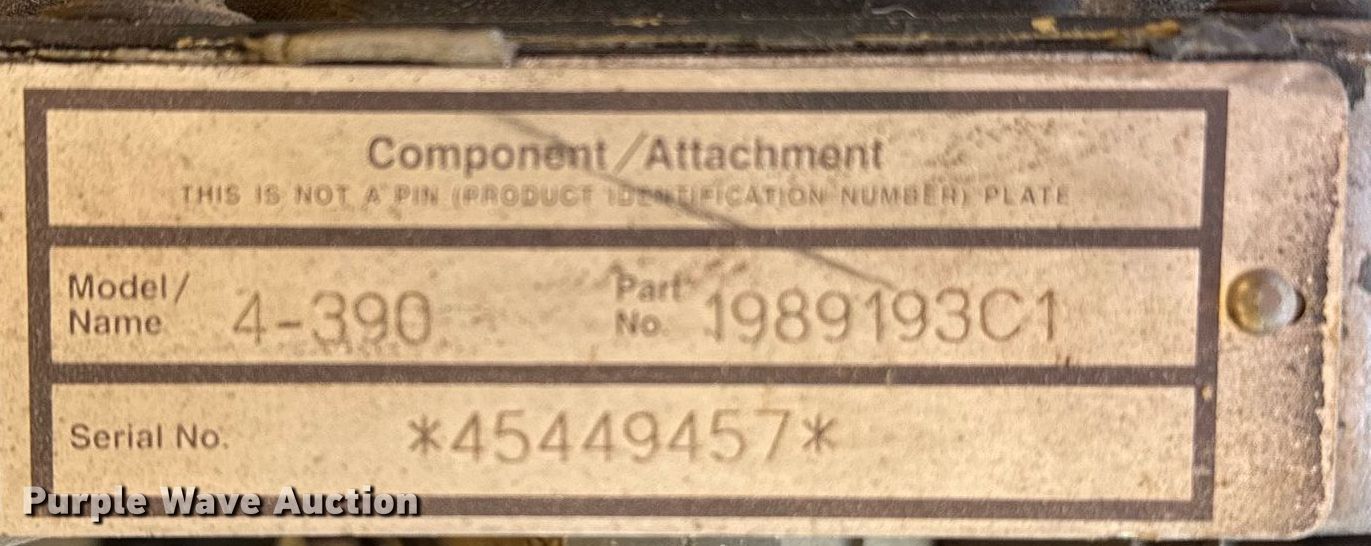 Component/Attachment
THIS IS NOT A PIN (PRODUCT IDENTIFICATION NUMBER) PLATE
Model/ Name 4-390 Part No. 1989193C1
Serial No. *45449457*
Purple Wave Auction